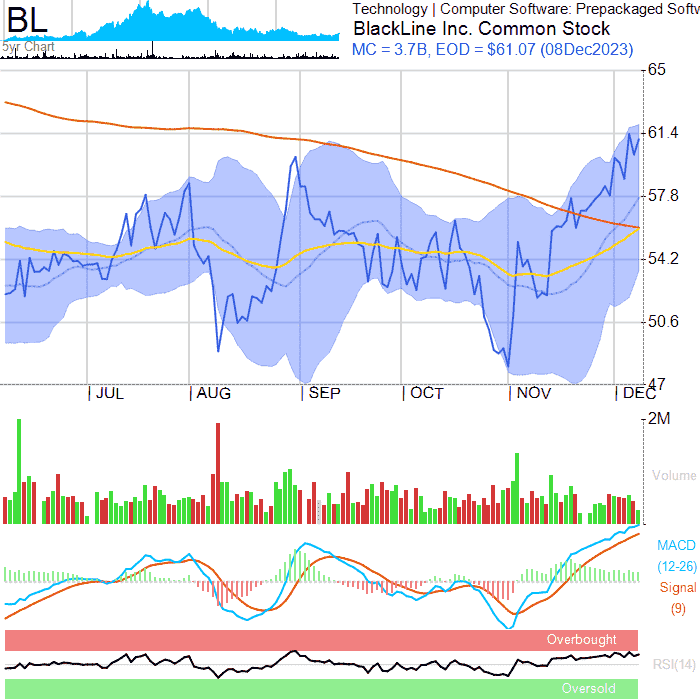 BL
5yr Chart
Technology | Computer Software: Prepackaged Softw
BlackLine Inc. Common Stock
MC = 3.7B, EOD = $61.07 (08Dec2023)
65
61.4
57.8
54.2
50.6
47
JUL AUG SEP OCT NOV DEC
2M
Volume
MACD
(12-26)
Signal
(9)
Overbought
RSI(14)
Oversold